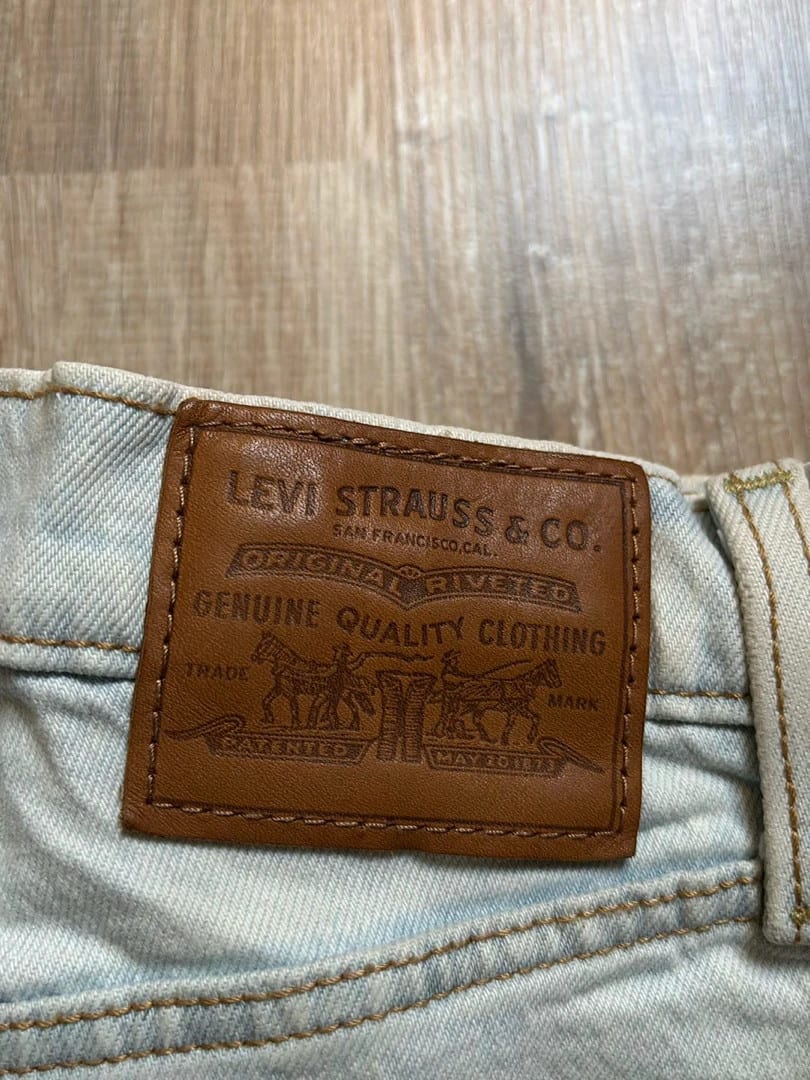 LEVI STRAUSS & CO.
SAN FRANCISCO, CAL.
ORIGINAL RIVETED
GENUINE QUALITY CLOTHING
TRADE MARK
PATENTED MAY 20 1873